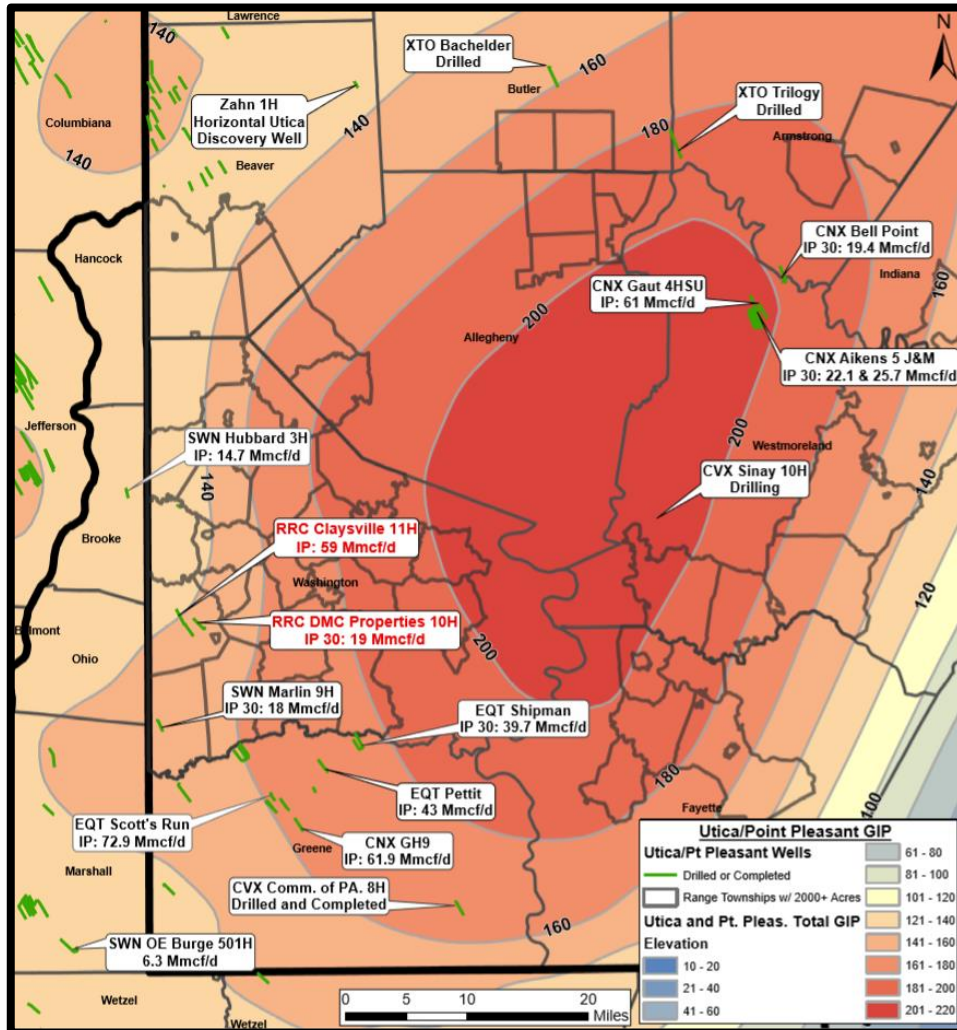 Lawrence
N
140
XTO Bachelder
Drilled
160
Butler
XTO Trilogy
Drilled
Zahn 1H
Horizontal Utica
Discovery Well
140
Columbiana
180
Armstrong
140
Beaver
CNX Bell Point
IP 30: 19.4 Mmcf/d
Hancock
Indiana
160
CNX Gaut 4HSU
IP: 61 Mmcf/d
200
Allegheny
CNX Aikens 5 J&M
IP 30: 22.1 & 25.7 Mmcf/d
Jefferson
SWN Hubbard 3H
IP: 14.7 Mmcf/d
200
Westmoreland
140
CVX Sinay 10H
Drilling
140
Brooke
RRC Claysville 11H
IP: 59 Mmcf/d
Washington
120
RRC DMC Properties 10H
IP 30: 19 Mmcf/d
Belmont
Ohio
200
SWN Marlin 9H
IP 30: 18 Mmcf/d
EQT Shipman
IP 30: 39.7 Mmcf/d
180
EQT Pettit
IP: 43 Mmcf/d
Fayette
100
EQT Scott's Run
IP: 72.9 Mmcf/d
Greene
CNX GH9
IP: 61.9 Mmcf/d
Marshall
CVX Comm. of PA. 8H
Drilled and Completed
160
SWN OE Burge 501H
6.3 Mmcf/d
Wetzel
Wetzel
0 5 10 20
Miles
Utica/Point Pleasant GIP
Utica/Pt Pleasant Wells
Drilled or Completed
Range Townships w/ 2000+ Acres
Utica and Pt. Pleas. Total GIP
Elevation
10 - 20
21 - 40
41 - 60
61 - 80
81 - 100
101 - 120
121 - 140
141 - 160
161 - 180
181 - 200
201 - 220